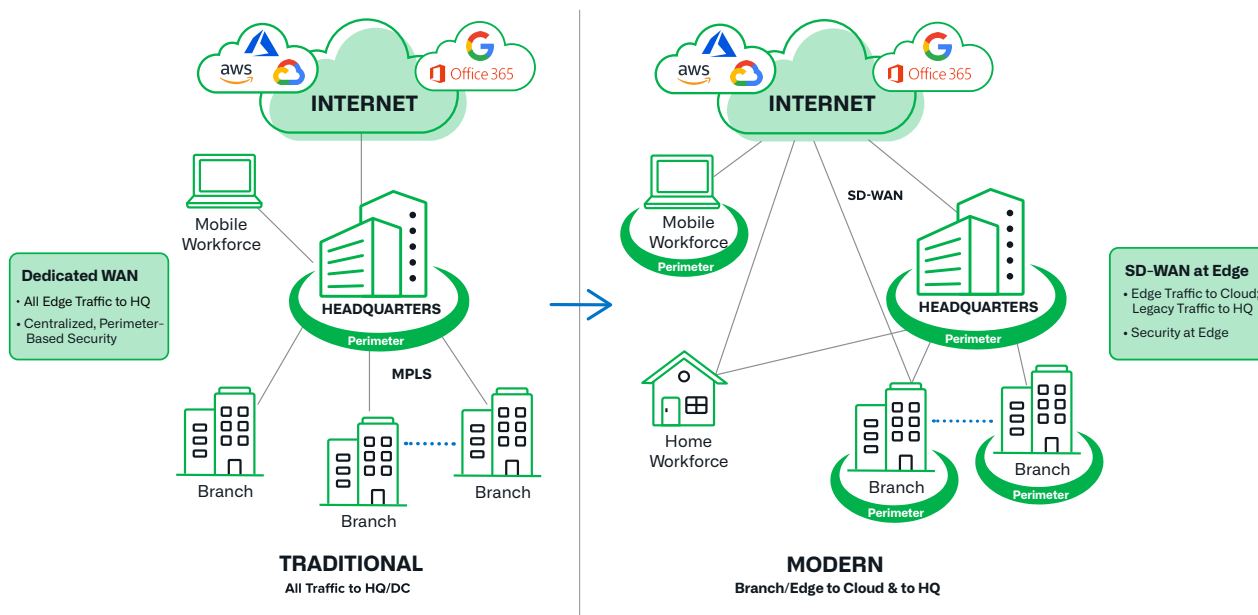 aws
Office 365
INTERNET
Mobile
Workforce
Dedicated WAN
• All Edge Traffic to HQ
• Centralized, Perimeter-
Based Security
HEADQUARTERS
Perimeter
MPLS
Branch
Branch
Branch
TRADITIONAL
All Traffic to HQ/DC
aws
Office 365
INTERNET
SD-WAN
Mobile
Workforce
Perimeter
HEADQUARTERS
Perimeter
SD-WAN at Edge
• Edge Traffic to Cloud;
Legacy Traffic to HQ
• Security at Edge
Home
Workforce
Branch
Perimeter
Branch
Perimeter
MODERN
Branch/Edge to Cloud & to HQ